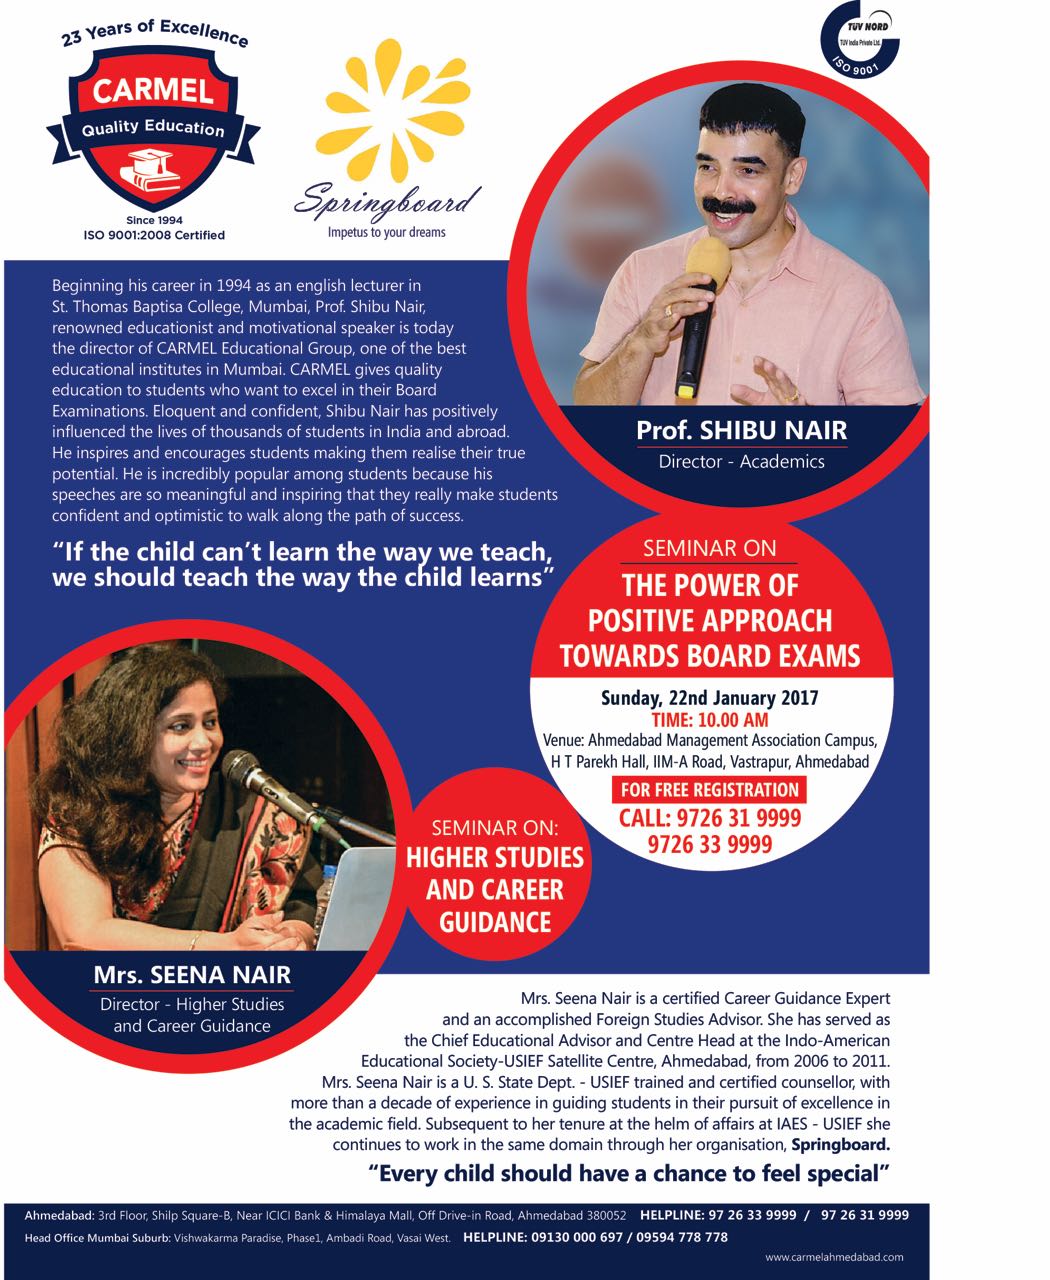 23 Years of Excellence
CARMEL
Quality Education
Since 1994
ISO 9001:2008 Certified
Springboard
Impetus to your dreams
TÜV NORD
TUV India Private Ltd.
ISO 9001
Beginning his career in 1994 as an english lecturer in
St. Thomas Baptisa College, Mumbai, Prof. Shibu Nair,
renowned educationist and motivational speaker is today
the director of CARMEL Educational Group, one of the best
educational institutes in Mumbai. CARMEL gives quality
education to students who want to excel in their Board
Examinations. Eloquent and confident, Shibu Nair has positively
influenced the lives of thousands of students in India and abroad.
He inspires and encourages students making them realise their true
potential. He is incredibly popular among students because his
speeches are so meaningful and inspiring that they really make students
confident and optimistic to walk along the path of success.
“If the child can’t learn the way we teach,
we should teach the way the child learns”
Prof. SHIBU NAIR
Director - Academics
SEMINAR ON
THE POWER OF
POSITIVE APPROACH
TOWARDS BOARD EXAMS
Sunday, 22nd January 2017
TIME: 10.00 AM
Venue: Ahmedabad Management Association Campus,
H T Parekh Hall, IIM-A Road, Vastrapur, Ahmedabad
FOR FREE REGISTRATION
CALL: 9726 31 9999
9726 33 9999
SEMINAR ON:
HIGHER STUDIES
AND CAREER
GUIDANCE
Mrs. SEENA NAIR
Director - Higher Studies
and Career Guidance
Mrs. Seena Nair is a certified Career Guidance Expert
and an accomplished Foreign Studies Advisor. She has served as
the Chief Educational Advisor and Centre Head at the Indo-American
Educational Society-USIEF Satellite Centre, Ahmedabad, from 2006 to 2011.
Mrs. Seena Nair is a U. S. State Dept. - USIEF trained and certified counsellor, with
more than a decade of experience in guiding students in their pursuit of excellence in
the academic field. Subsequent to her tenure at the helm of affairs at IAES - USIEF she
continues to work in the same domain through her organisation, Springboard.
“Every child should have a chance to feel special”
Ahmedabad: 3rd Floor, Shilp Square-B, Near ICICI Bank & Himalaya Mall, Off Drive-in Road, Ahmedabad 380052 HELPLINE: 97 26 33 9999 / 97 26 31 9999
Head Office Mumbai Suburb: Vishwakarma Paradise, Phase1, Ambadi Road, Vasai West. HELPLINE: 09130 000 697 / 09594 778 778
www.carmelahmedabad.com